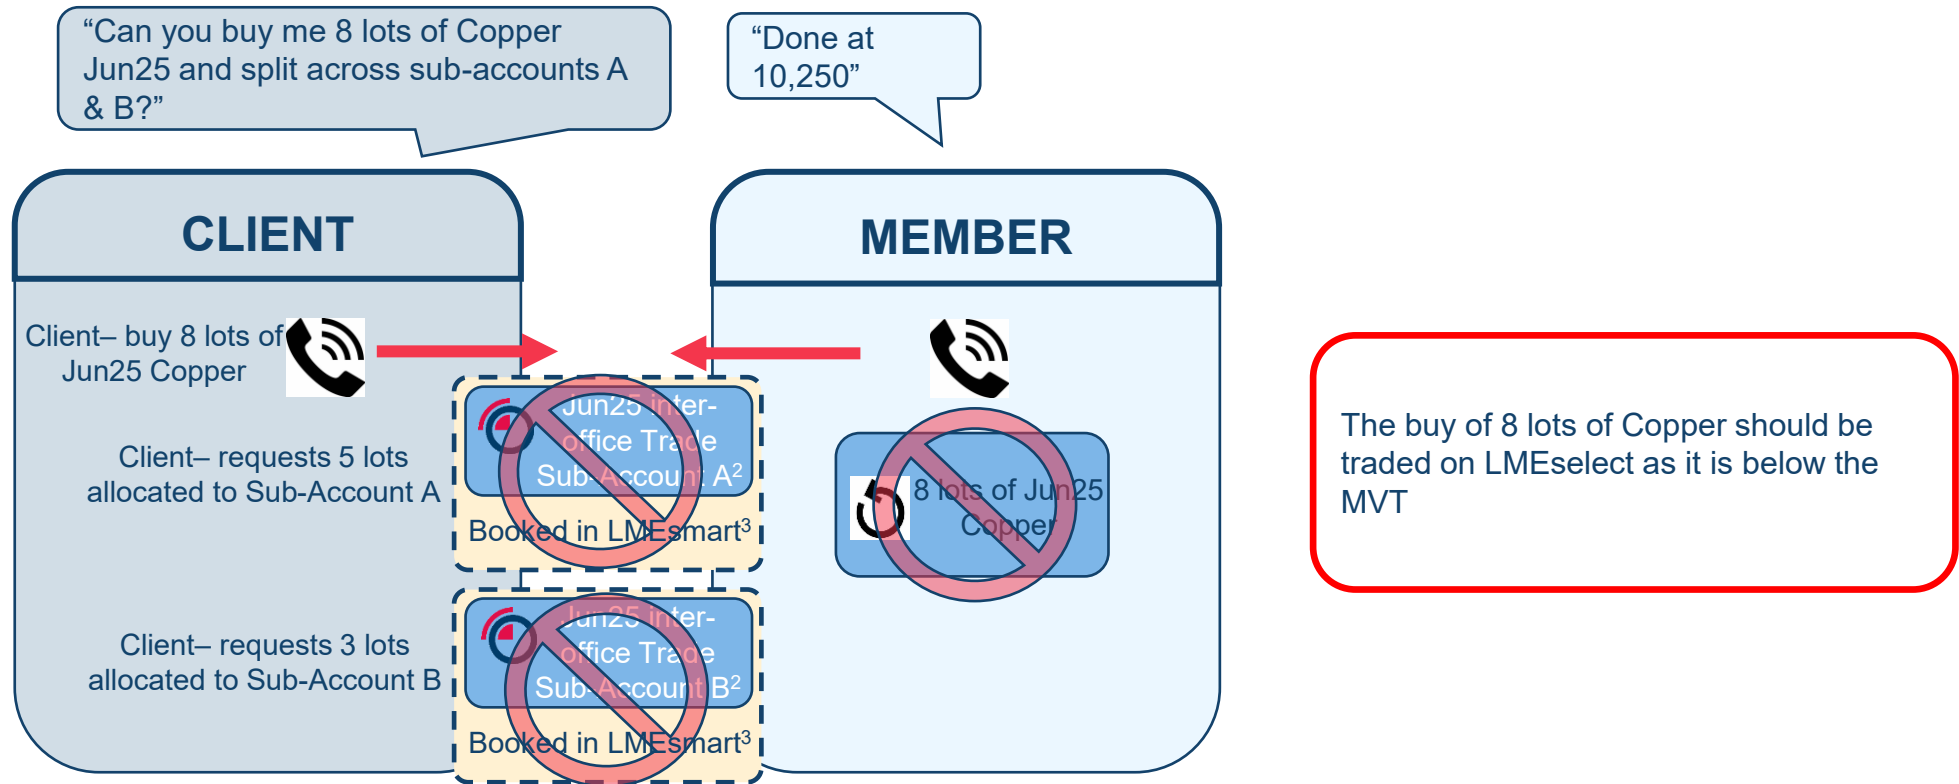 “Can you buy me 8 lots of Copper
Jun25 and split across sub-accounts A
& B?”
“Done at
10,250”
CLIENT
MEMBER
Client– buy 8 lots of
Jun25 Copper
Client– requests 5 lots
allocated to Sub-Account A
Jun25 inter-
office Trade
Sub-Account A²
Booked in LMEsmart³
8 lots of Jun25
Copper
Client– requests 3 lots
allocated to Sub-Account B
Jun25 inter-
office Trade
Sub-Account B²
Booked in LMEsmart³
The buy of 8 lots of Copper should be
traded on LMEselect as it is below the
MVT